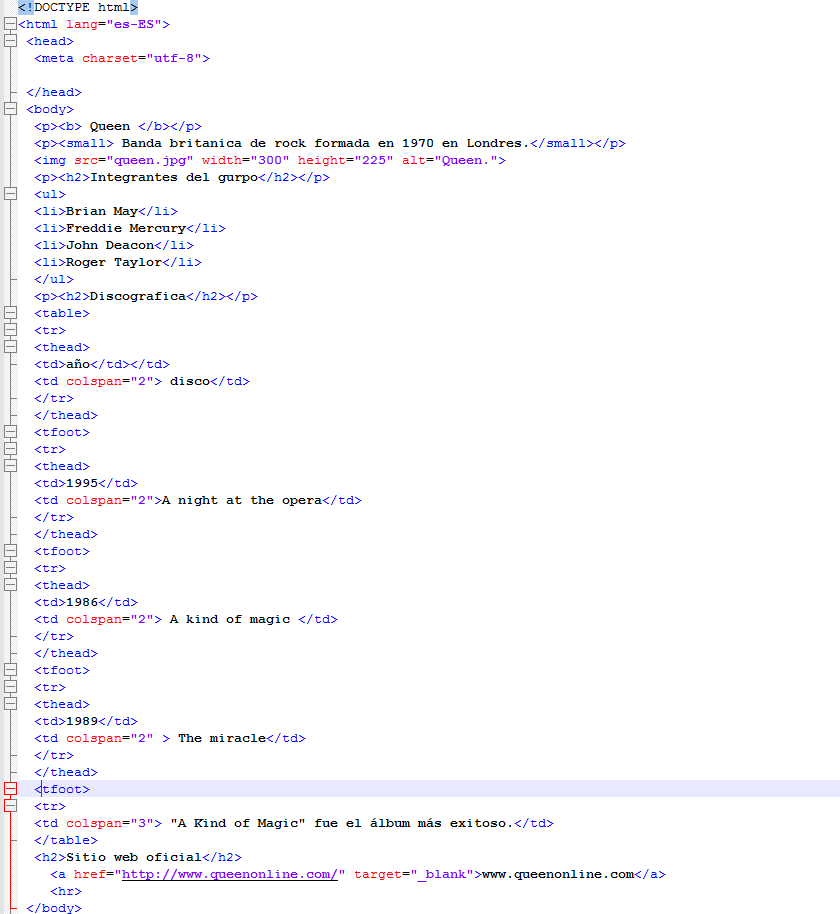 <!DOCTYPE html>
<html lang="es-ES">
<head>
<meta charset="utf-8">
</head>
<body>
<p><b> Queen </b></p>
<p><small> Banda britanica de rock formada en 1970 en Londres.</small></p>
<img src="queen.jpg" width="300" height="225" alt="Queen.">
<p><h2>Integrantes del gurpo</h2></p>
<ul>
<li>Brian May</li>
<li>Freddie Mercury</li>
<li>John Deacon</li>
<li>Roger Taylor</li>
</ul>
<p><h2>Discografica</h2></p>
<table>
<tr>
<thead>
<td>año</td></td>
<td colspan="2"> disco</td>
</tr>
</thead>
<tfoot>
<tr>
<thead>
<td>1995</td>
<td colspan="2">A night at the opera</td>
</tr>
</thead>
<tfoot>
<tr>
<thead>
<td>1986</td>
<td colspan="2"> A kind of magic </td>
</tr>
</thead>
<tfoot>
<tr>
<thead>
<td>1989</td>
<td colspan="2" > The miracle</td>
</tr>
</thead>
<tfoot>
<tr>
<td colspan="3"> "A Kind of Magic" fue el álbum más exitoso.</td>
</table>
<h2>Sitio web oficial</h2>
<a href="http://www.queenonline.com/" target="_blank">www.queenonline.com</a>
<hr>
</body>